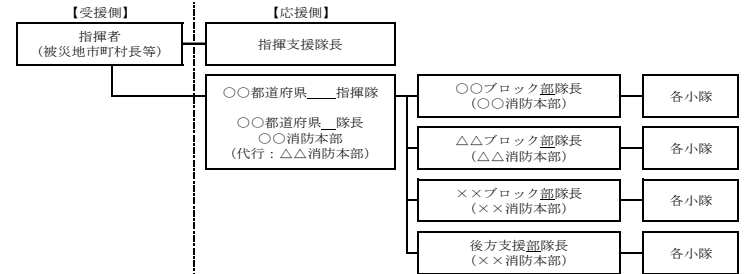 【受援側】
【応援側】
指揮者
（被災地市町村長等）
指揮支援隊長
○○都道府県　　指揮隊
○○都道府県　隊長
○○消防本部
（代行：△△消防本部）
○○ブロック部隊長
（○○消防本部）
各小隊
△△ブロック部隊長
（△△消防本部）
各小隊
××ブロック部隊長
（××消防本部）
各小隊
後方支援部隊長
（××消防本部）
各小隊